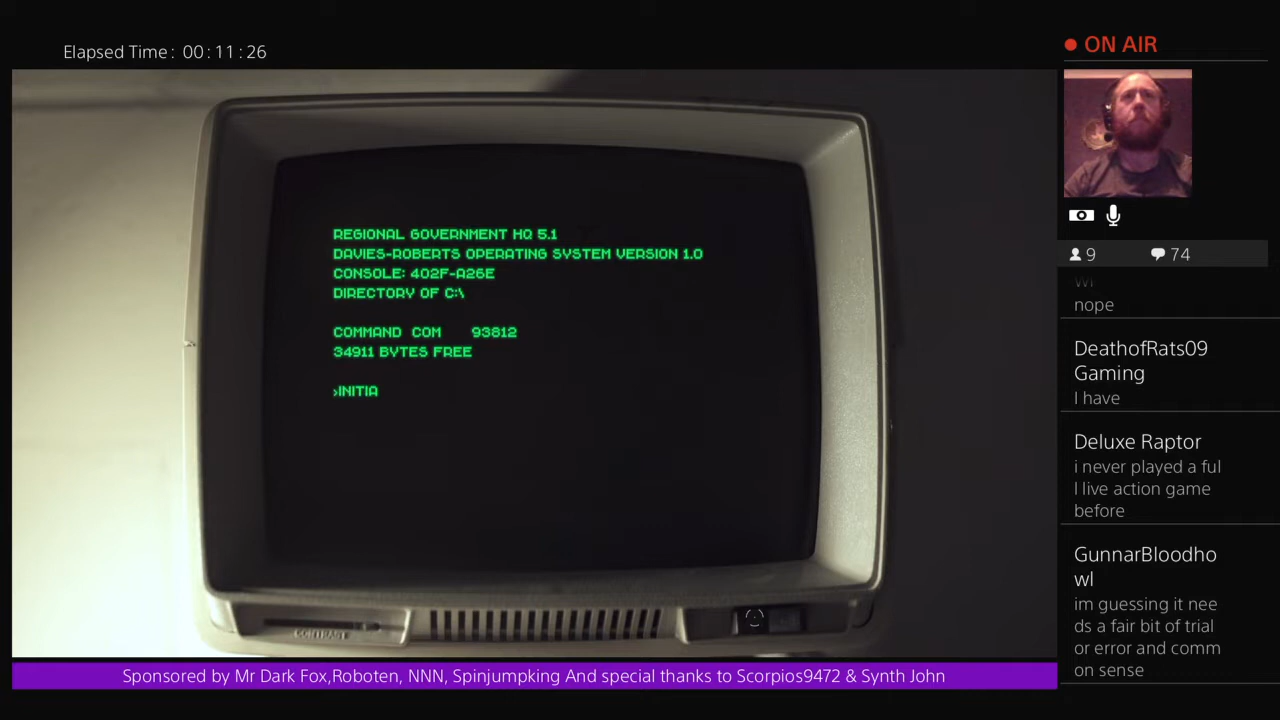 Elapsed Time: 00:11:26
ON AIR
REGIONAL GOVERNMENT HQ 5.1
DAVIES-ROBERTS OPERATING SYSTEM VERSION 1.0
CONSOLE: 402F-A26E
DIRECTORY OF C:\
COMMAND COM 93812
34911 BYTES FREE
>INITIA
CONTRAST
9 74
wl
nope
DeathofRats09
Gaming
I have
Deluxe Raptor
i never played a ful
l live action game
before
GunnarBloodho
wl
im guessing it nee
ds a fair bit of trial
or error and comm
on sense
Sponsored by Mr Dark Fox,Roboten, NNN, Spinjumpking And special thanks to Scorpios9472 & Synth John